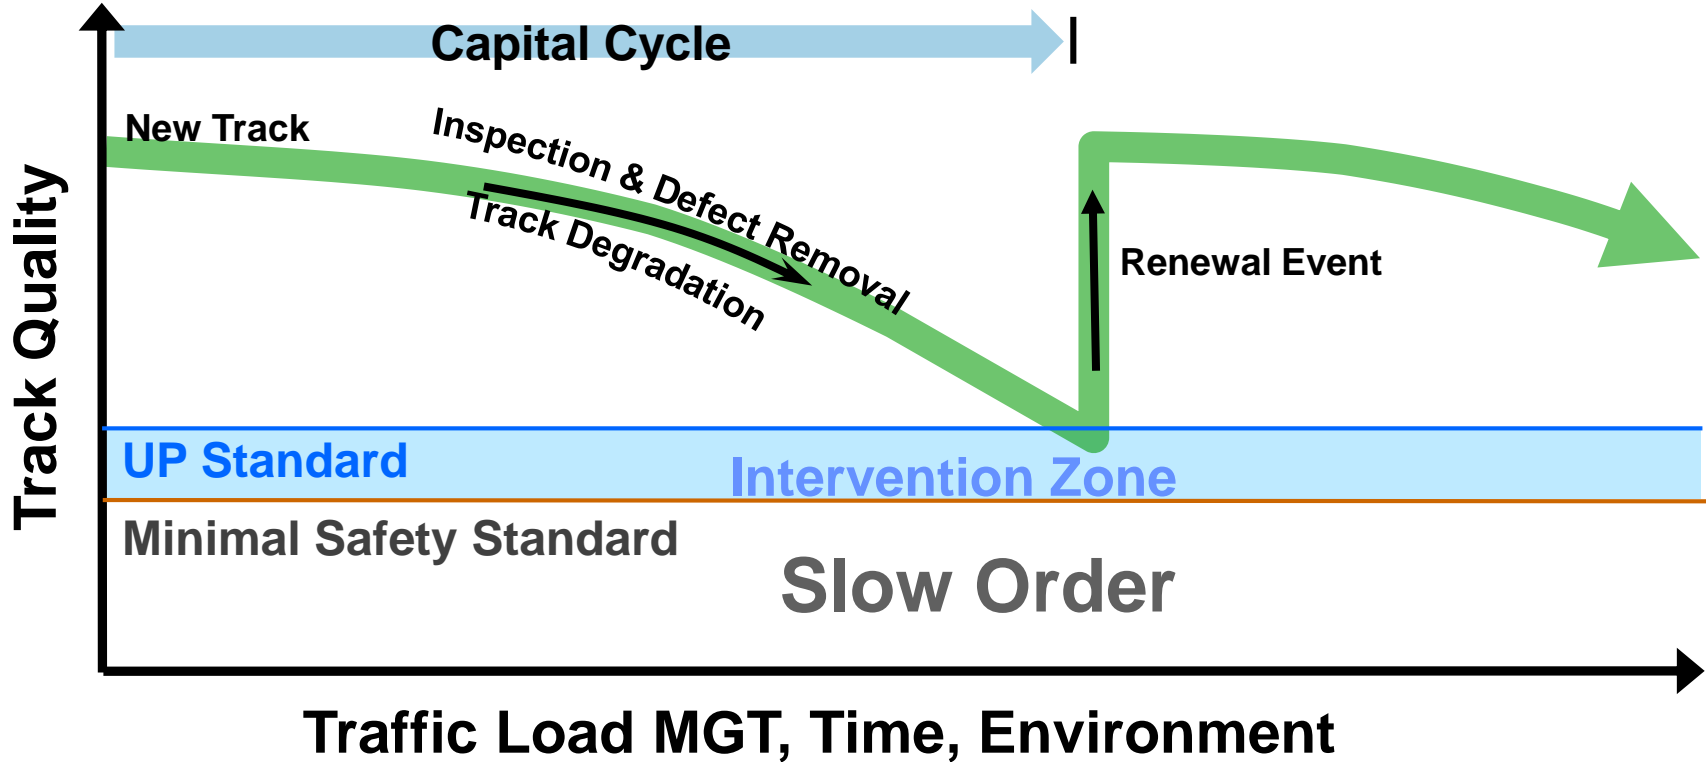 Capital Cycle
New Track
Inspection & Defect Removal
Track Degradation
Renewal Event
Track Quality
UP Standard
Intervention Zone
Minimal Safety Standard
Slow Order
Traffic Load MGT, Time, Environment